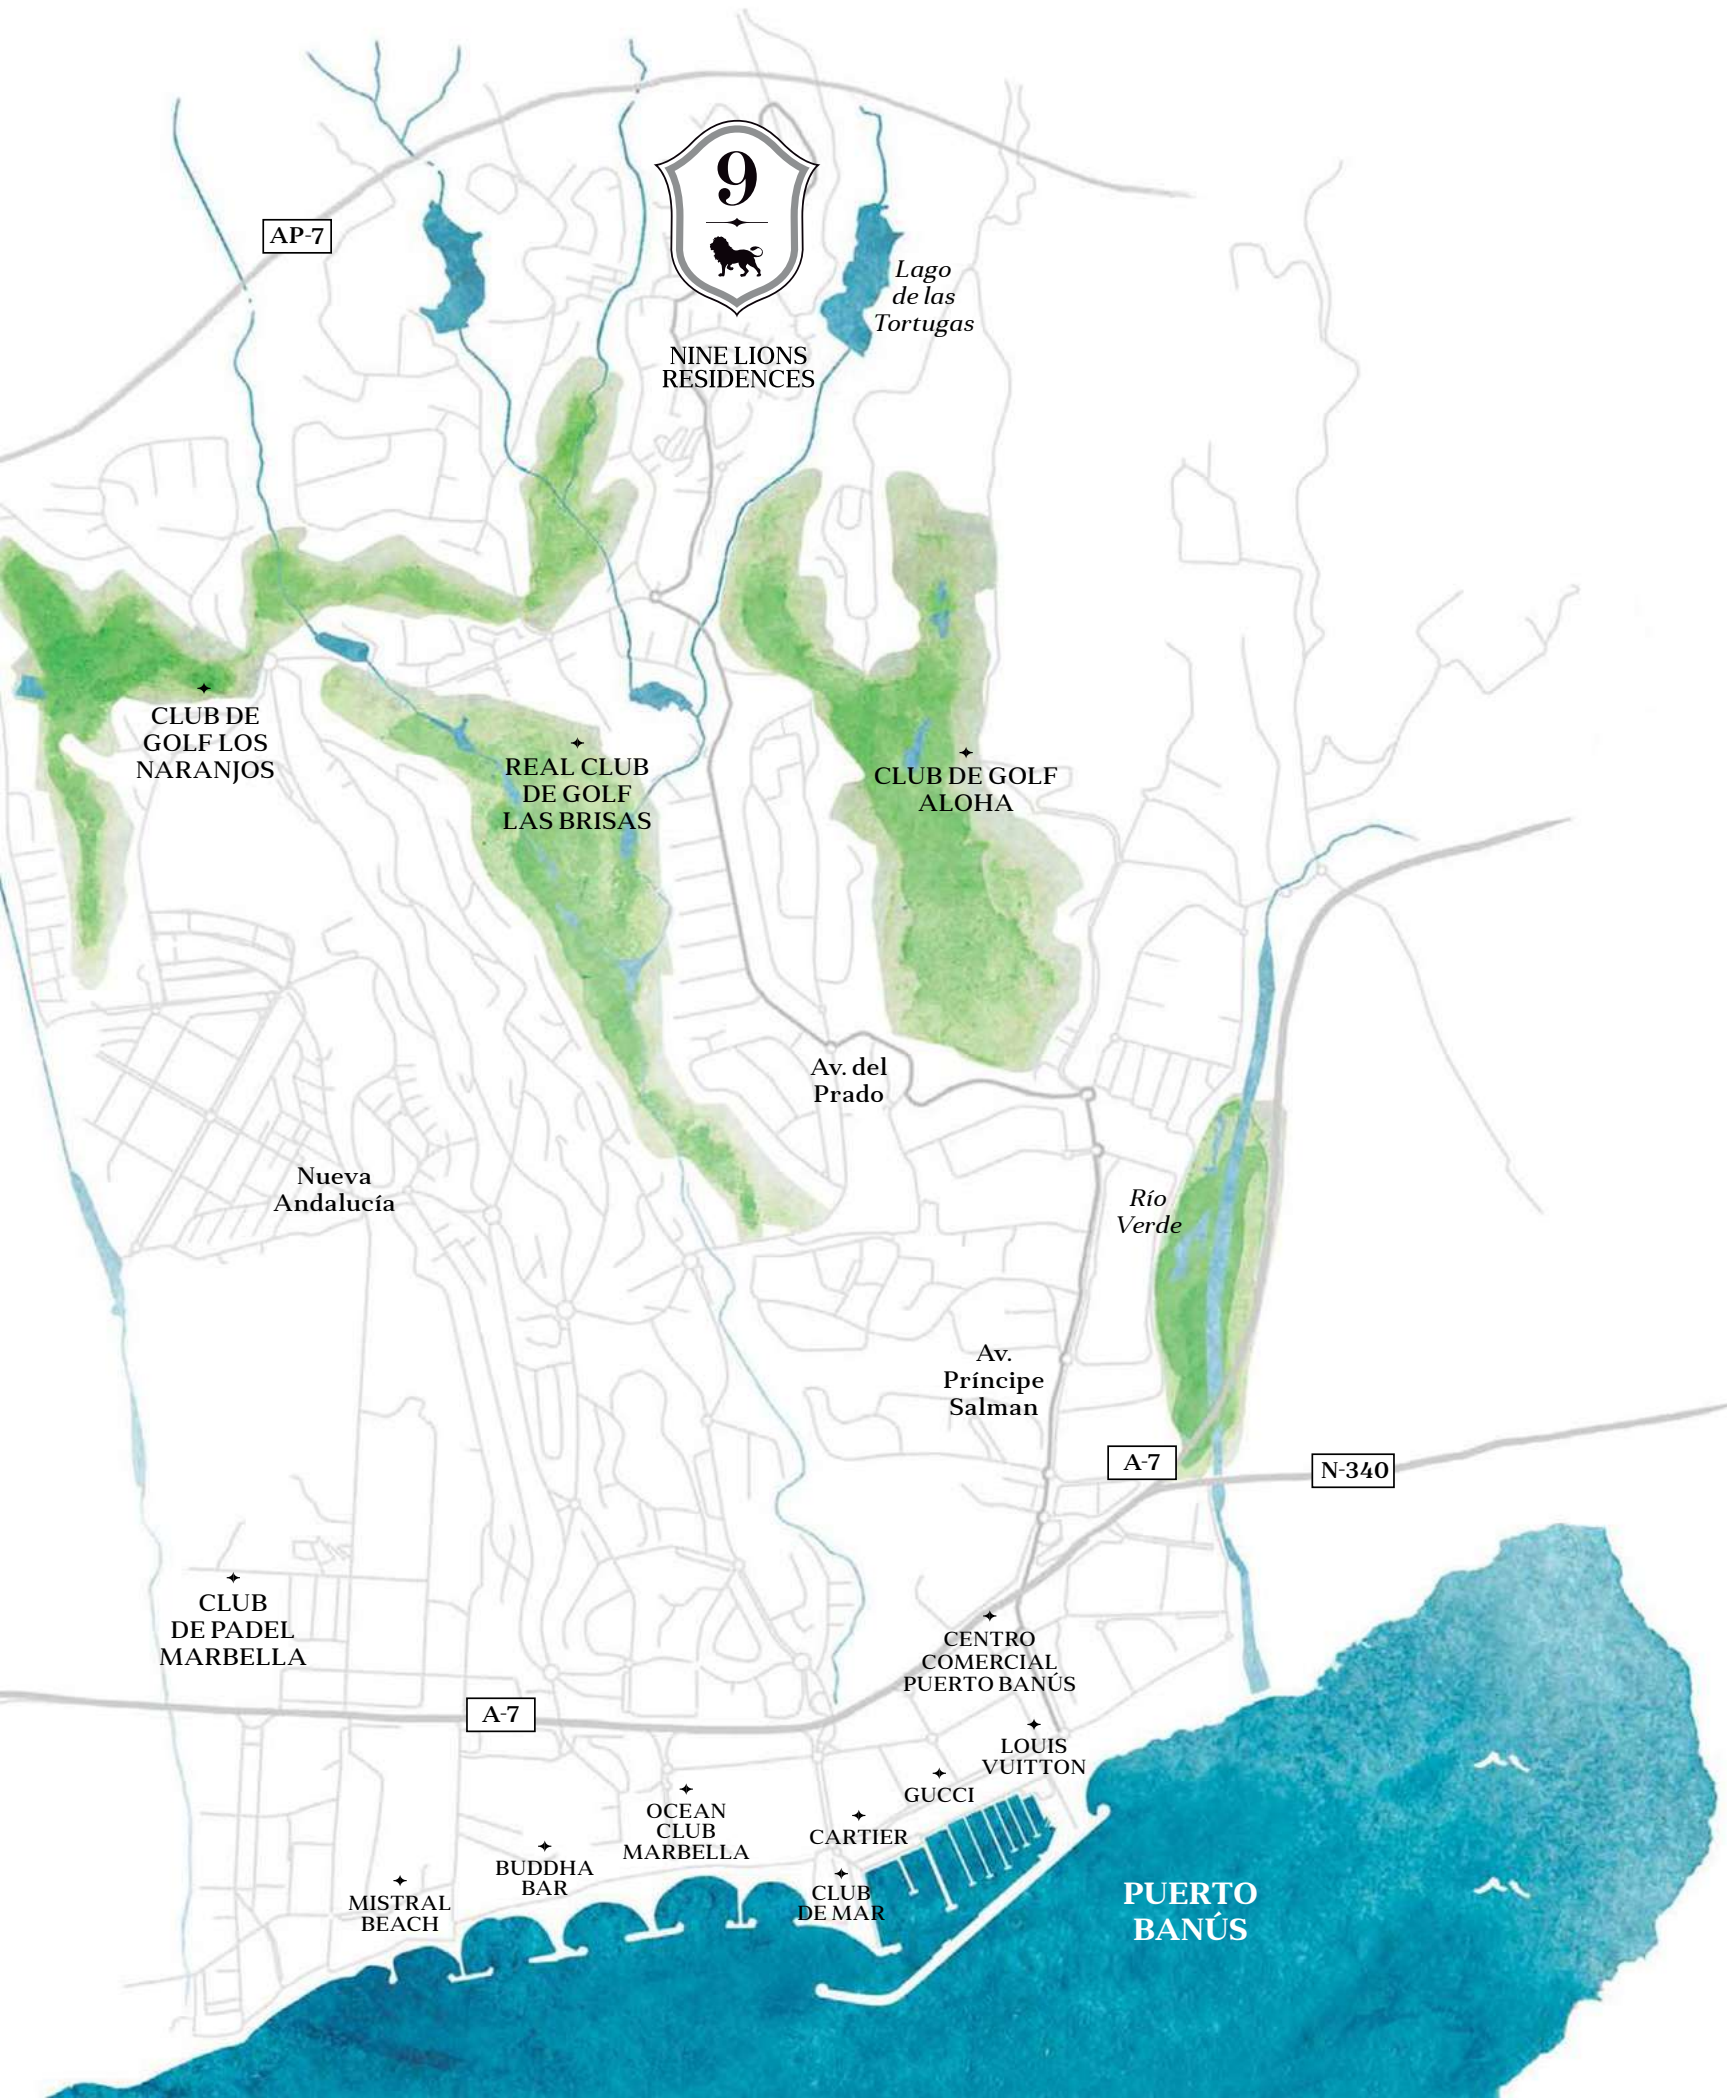 9
AP-7
Lago
de las
Tortugas
NINE LIONS
RESIDENCES
CLUB DE
GOLF LOS
NARANJOS
REAL CLUB
DE GOLF
LAS BRISAS
CLUB DE GOLF
ALOHA
Av. del
Prado
Nueva
Andalucía
Río
Verde
Av.
Príncipe
Salman
A-7
N-340
CLUB
DE PADEL
MARBELLA
CENTRO
COMERCIAL
PUERTO BANÚS
A-7
LOUIS
VUITTON
GUCCI
OCEAN
CLUB
MARBELLA
CARTIER
BUDDHA
BAR
CLUB
DE MAR
MISTRAL
BEACH
PUERTO
BANÚS